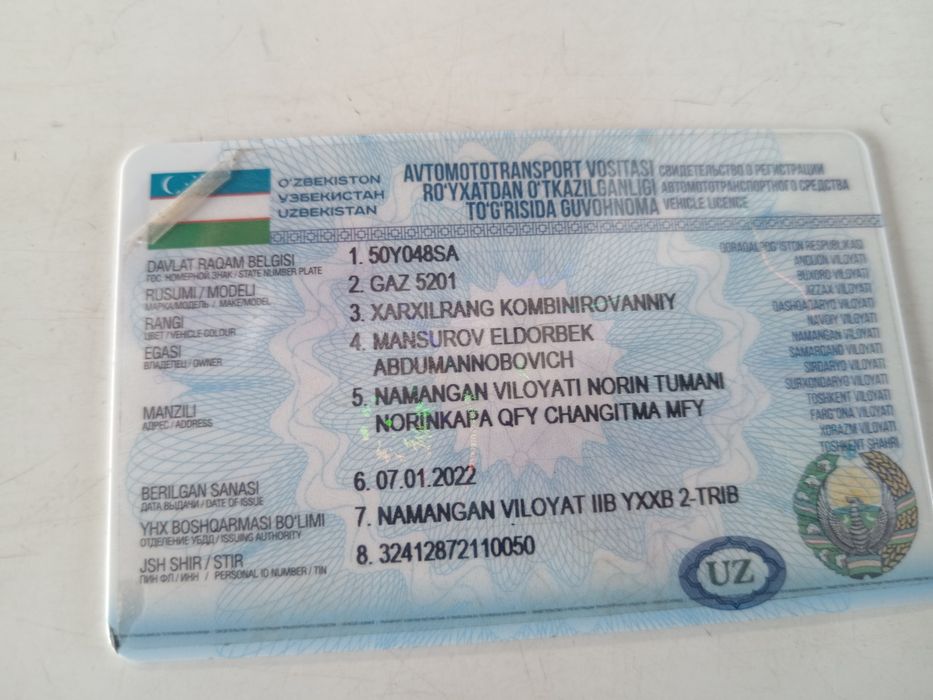 O'ZBEKISTON
ЎЗБЕКИСТАН
UZBEKISTAN
AVTOMOTOTRANSPORT VOSITASI
RO'YXATDAN O'TKAZILGANLIGI
TO'G'RISIDA GUVOHNOMA
СВИДЕТЕЛЬСТВО О РЕГИСТРАЦИИ
АВТОМОТОТРАНСПОРТНОГО СРЕДСТВА
VEHICLE LICENCE
DAVLAT RAQAM BELGISI
ГОС. НОМЕРНОЙ ЗНАК / STATE NUMBER PLATE
1. 50Y048SA
RUSUMI / MODELI
МАРКА/МОДЕЛЬ / MAKE/MODEL
2. GAZ 5201
RANGI
ЦВЕТ / VEHICLE COLOUR
3. XARXILRANG KOMBINIROVANNIY
EGASI
ВЛАДЕЛЕЦ / OWNER
4. MANSUROV ELDORBEK
ABDUMANNOBOVICH
MANZILI
АДРЕС / ADDRESS
5. NAMANGAN VILOYATI NORIN TUMANI
NORINKAPA QFY CHANGITMA MFY
BERILGAN SANASI
ДАТА ВЫДАЧИ / DATE OF ISSUE
6. 07.01.2022
YHX BOSHQARMASI BO'LIMI
ОТДЕЛЕНИЕ УБДД / ISSUING AUTHORITY
7. NAMANGAN VILOYAT IIB YXXB 2-TRIB
JSH SHIR / STIR
ПИН ФЛ / ИНН / PERSONAL ID NUMBER / TIN
8. 32412872110050
QORAQALPOG'ISTON RESPUBLIKASI
ANDIJON VILOYATI
BUXORO VILOYATI
JIZZAX VILOYATI
QASHQADARYO VILOYATI
NAVOIY VILOYATI
NAMANGAN VILOYATI
SAMARQAND VILOYATI
SIRDARYO VILOYATI
SURXONDARYO VILOYATI
TOSHKENT VILOYATI
FARG'ONA VILOYATI
XORAZM VILOYATI
TOSHKENT SHAHRI
UZ